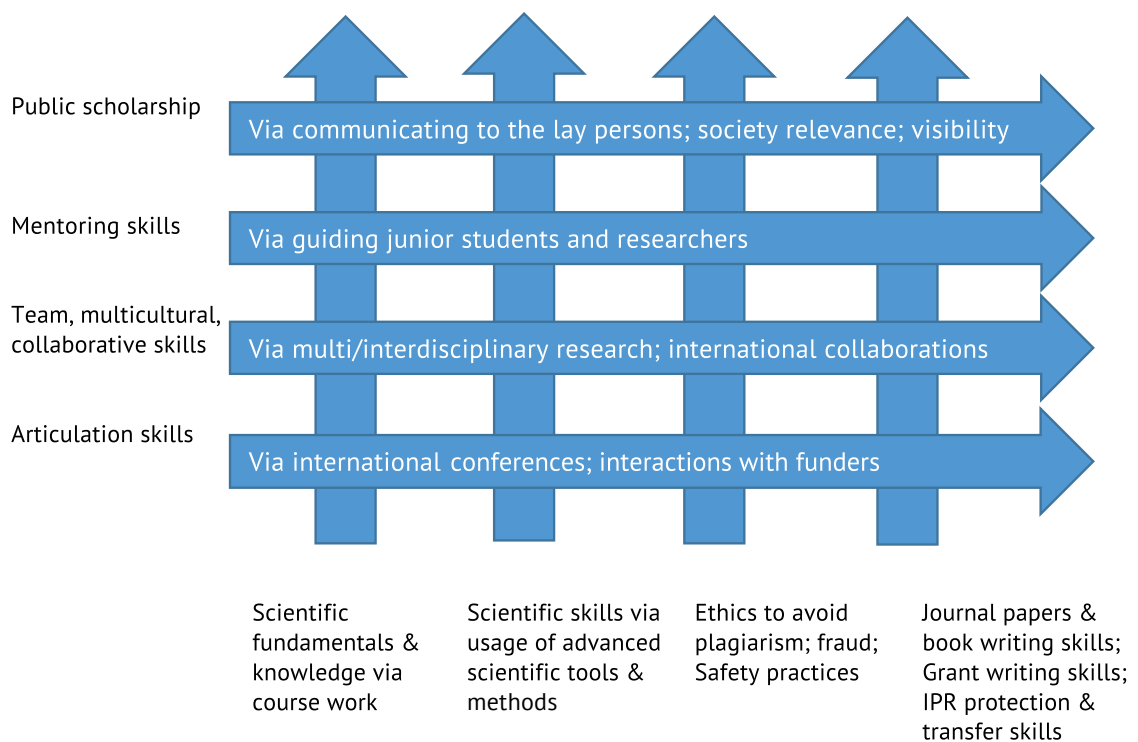 Public scholarship
Via communicating to the lay persons; society relevance; visibility
Mentoring skills
Via guiding junior students and researchers
Team, multicultural,
collaborative skills
Via multi/interdisciplinary research; international collaborations
Articulation skills
Via international conferences; interactions with funders
Scientific
fundamentals &
knowledge via
course work
Scientific skills via
usage of advanced
scientific tools &
methods
Ethics to avoid
plagiarism; fraud;
Safety practices
Journal papers &
book writing skills;
Grant writing skills;
IPR protection &
transfer skills